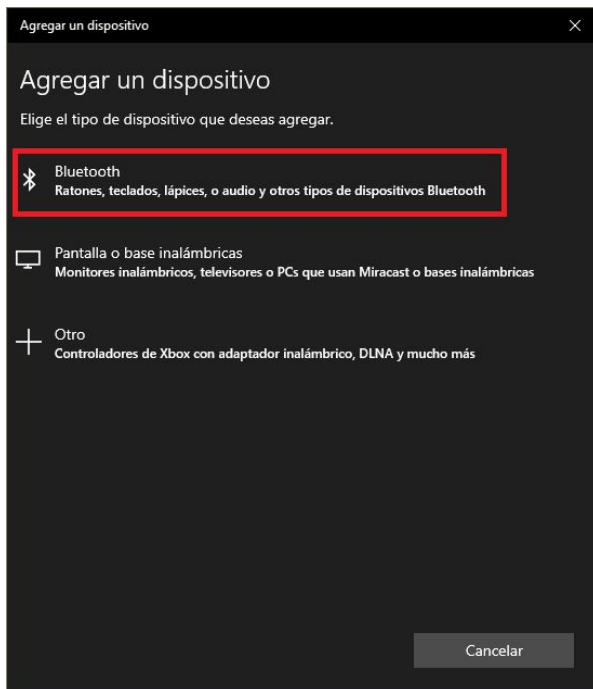 Agregar un dispositivo
Agregar un dispositivo
Elige el tipo de dispositivo que deseas agregar.
Bluetooth
Ratones, teclados, lápices, o audio y otros tipos de dispositivos Bluetooth
Pantalla o base inalámbricas
Monitores inalámbricos, televisores o PCs que usan Miracast o bases inalámbricas
Otro
Controladores de Xbox con adaptador inalámbrico, DLNA y mucho más
Cancelar